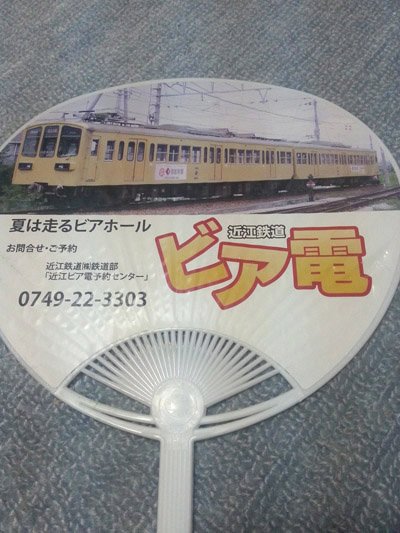 夏は走るビアホール
近江鉄道
ビア電
お問合せ・ご予約
近江鉄道㈱鉄道部
「近江ビア電予約センター」
0749-22-3303